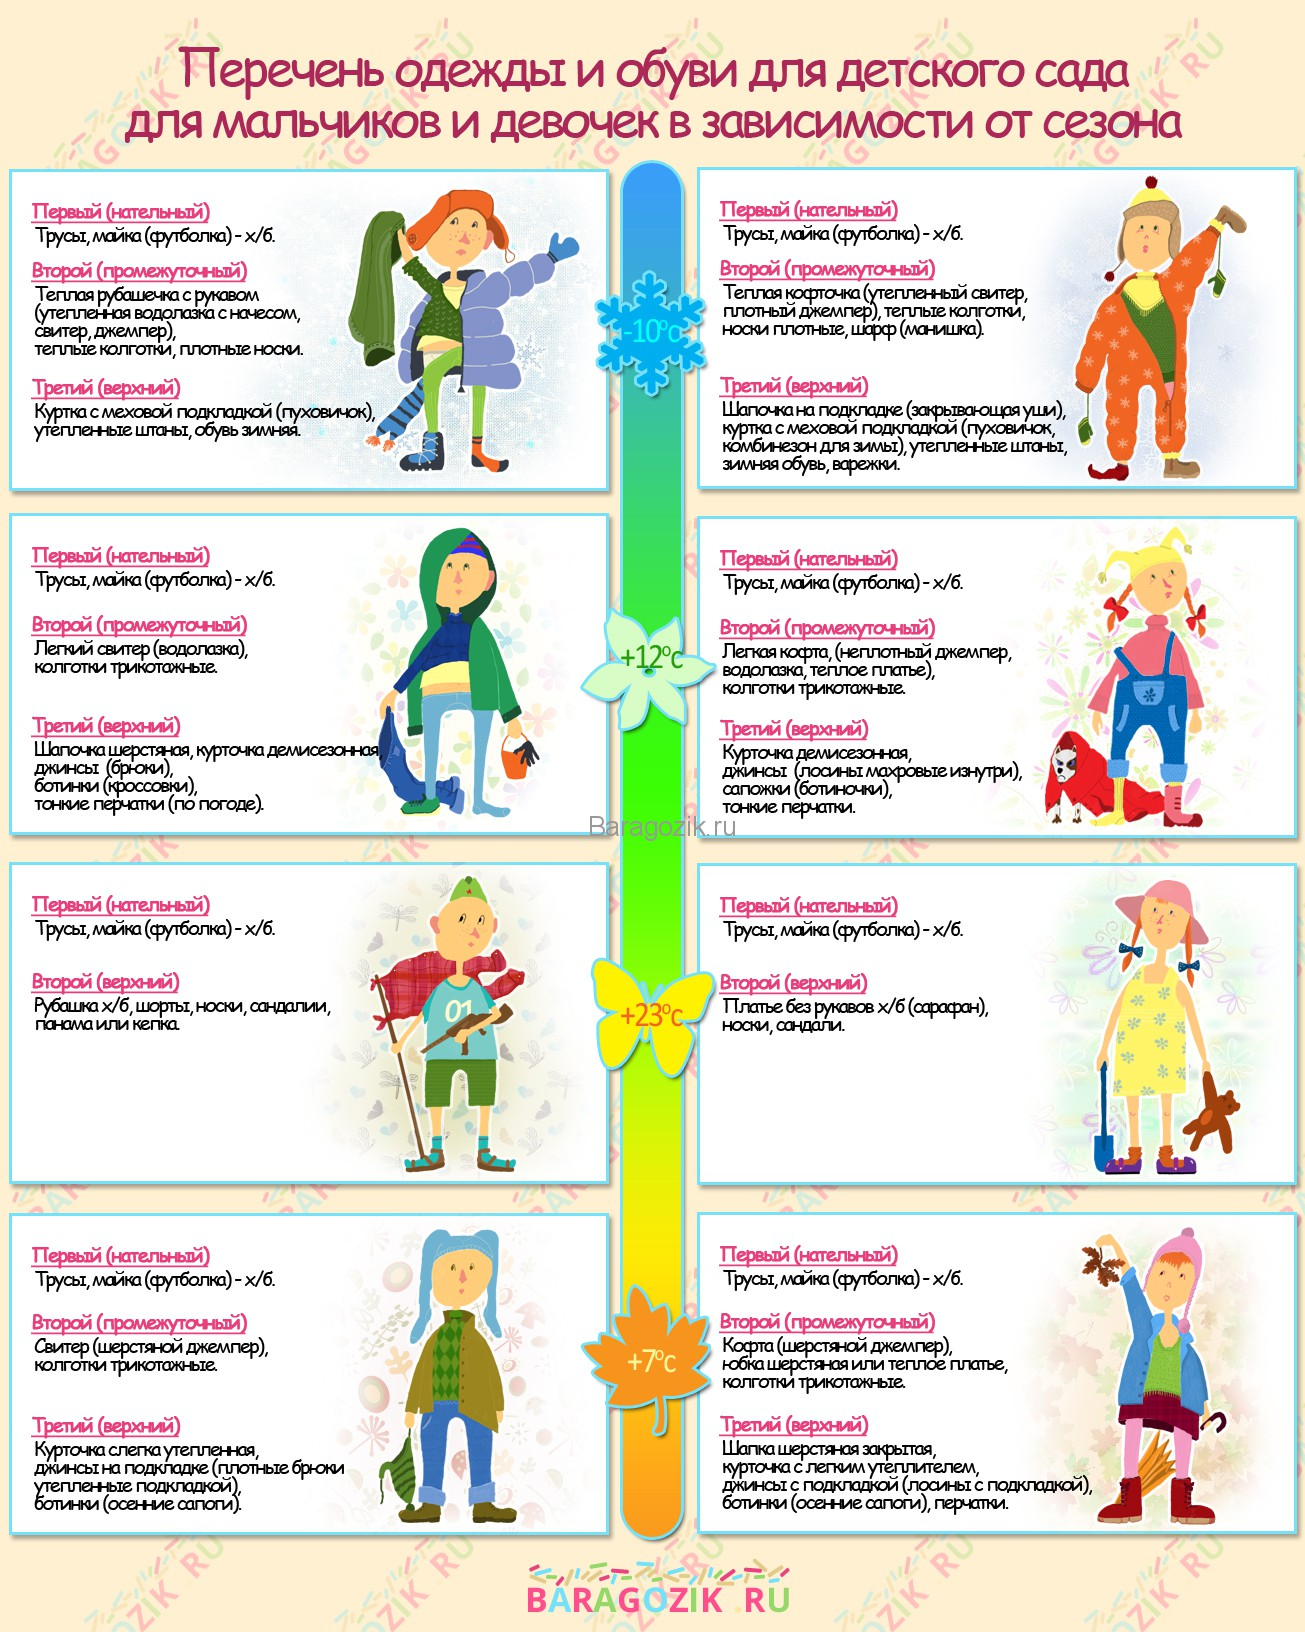 Перечень одежды и обуви для детского сада
для мальчиков и девочек в зависимости от сезона
Первый (нательный)
Трусы, майка (футболка) - х/б.
Второй (промежуточный)
Теплая рубашечка с рукавом
(утепленная водолазка с начесом,
свитер, джемпер),
теплые колготки, плотные носки.
Третий (верхний)
Куртка с меховой подкладкой (пуховичок),
утепленные штаны, обувь зимняя.
-10°c
Первый (нательный)
Трусы, майка (футболка) - х/б.
Второй (промежуточный)
Теплая кофточка (утепленный свитер,
плотный джемпер), теплые колготки,
носки плотные, шарф (манишка).
Третий (верхний)
Шапочка на подкладке (закрывающая уши),
куртка с меховой подкладкой (пуховичок,
комбинезон для зимы), утепленные штаны,
зимняя обувь, варежки.
Первый (нательный)
Трусы, майка (футболка) - х/б.
Второй (промежуточный)
Легкий свитер (водолазка),
колготки трикотажные.
Третий (верхний)
Шапочка шерстяная, курточка демисезонная,
джинсы (брюки),
ботинки (кроссовки),
тонкие перчатки (по погоде).
+12°c
Первый (нательный)
Трусы, майка (футболка) - х/б.
Второй (промежуточный)
Легкая кофта, (неплотный джемпер,
водолазка, теплое платье),
колготки трикотажные.
Третий (верхний)
Курточка демисезонная,
джинсы (лосины махровые изнутри),
сапожки (ботиночки),
тонкие перчатки.
Baragozik.ru
Первый (нательный)
Трусы, майка (футболка) - х/б.
Второй (верхний)
Рубашка х/б, шорты, носки, сандалии,
панама или кепка.
01
+23°c
Первый (нательный)
Трусы, майка (футболка) - х/б.
Второй (верхний)
Платье без рукавов х/б (сарафан),
носки, сандали.
Первый (нательный)
Трусы, майка (футболка) - х/б.
Второй (промежуточный)
Свитер (шерстяной джемпер),
колготки трикотажные.
Третий (верхний)
Курточка слегка утепленная,
джинсы на подкладке (плотные брюки
утепленные подкладкой),
ботинки (осенние сапоги).
+7°c
Первый (нательный)
Трусы, майка (футболка) - х/б.
Второй (промежуточный)
Кофта (шерстяной джемпер),
юбка шерстяная или теплое платье,
колготки трикотажные.
Третий (верхний)
Шапка шерстяная закрытая,
курточка с легким утеплителем,
джинсы с подкладкой (лосины с подкладкой),
ботинки (осенние сапоги), перчатки.
BARAGOZIK.RU